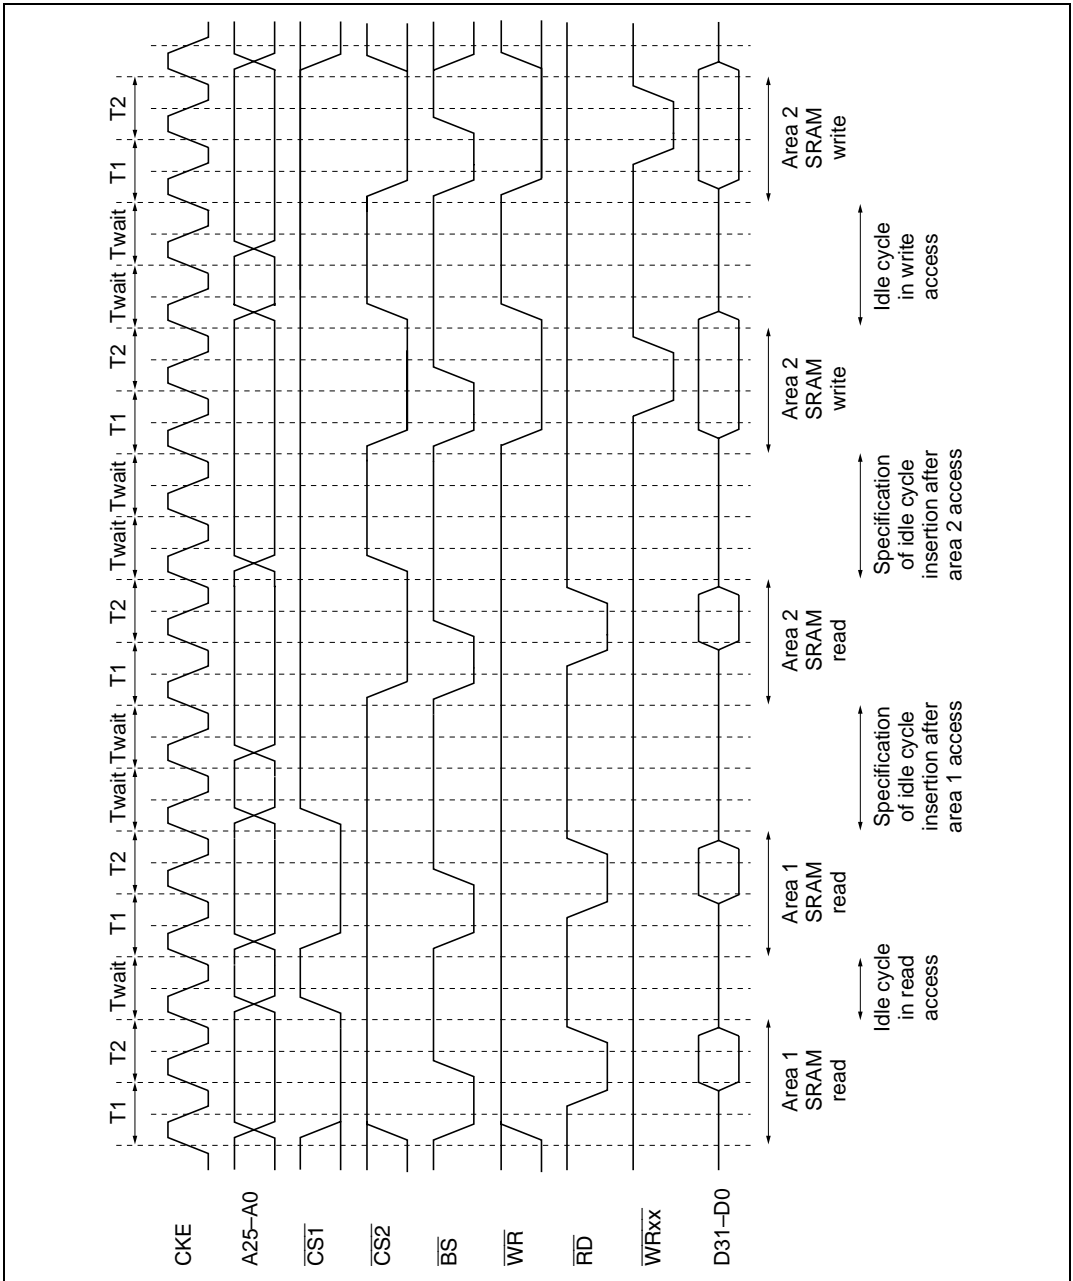 T1 T2 Twait T1 T2 Twait Twait T1 T2 Twait Twait T1 T2 Twait Twait T1 T2
CKE
A25–A0
CS1
CS2
BS
WR
RD
WRxx
D31–D0
Area 1
SRAM
read
Area 1
SRAM
read
Area 2
SRAM
read
Area 2
SRAM
write
Area 2
SRAM
write
Idle cycle
in read
access
Specification
of idle cycle
insertion after
area 1 access
Specification
of idle cycle
insertion after
area 2 access
Idle cycle
in write
access